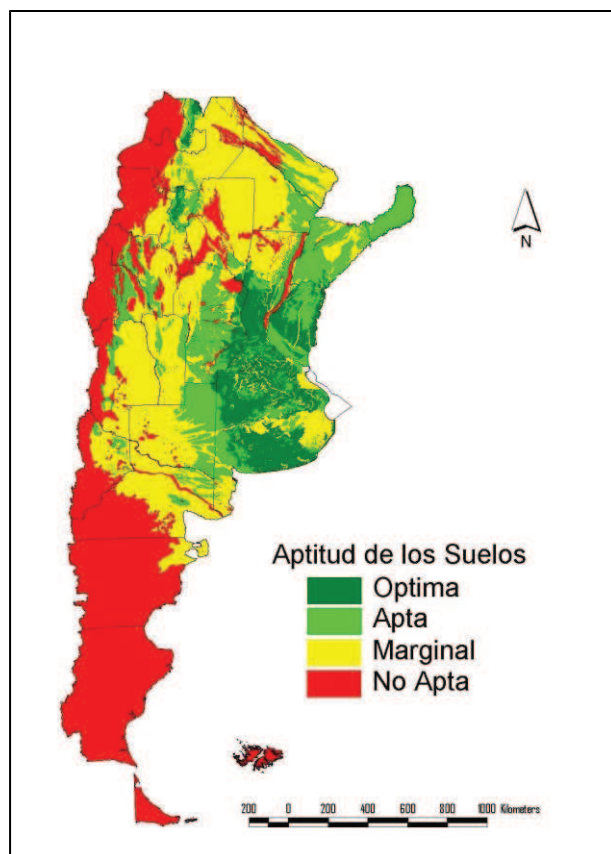 N
Aptitud de los Suelos
Optima
Apta
Marginal
No Apta
200 0 200 400 600 800 1000 Kilometers